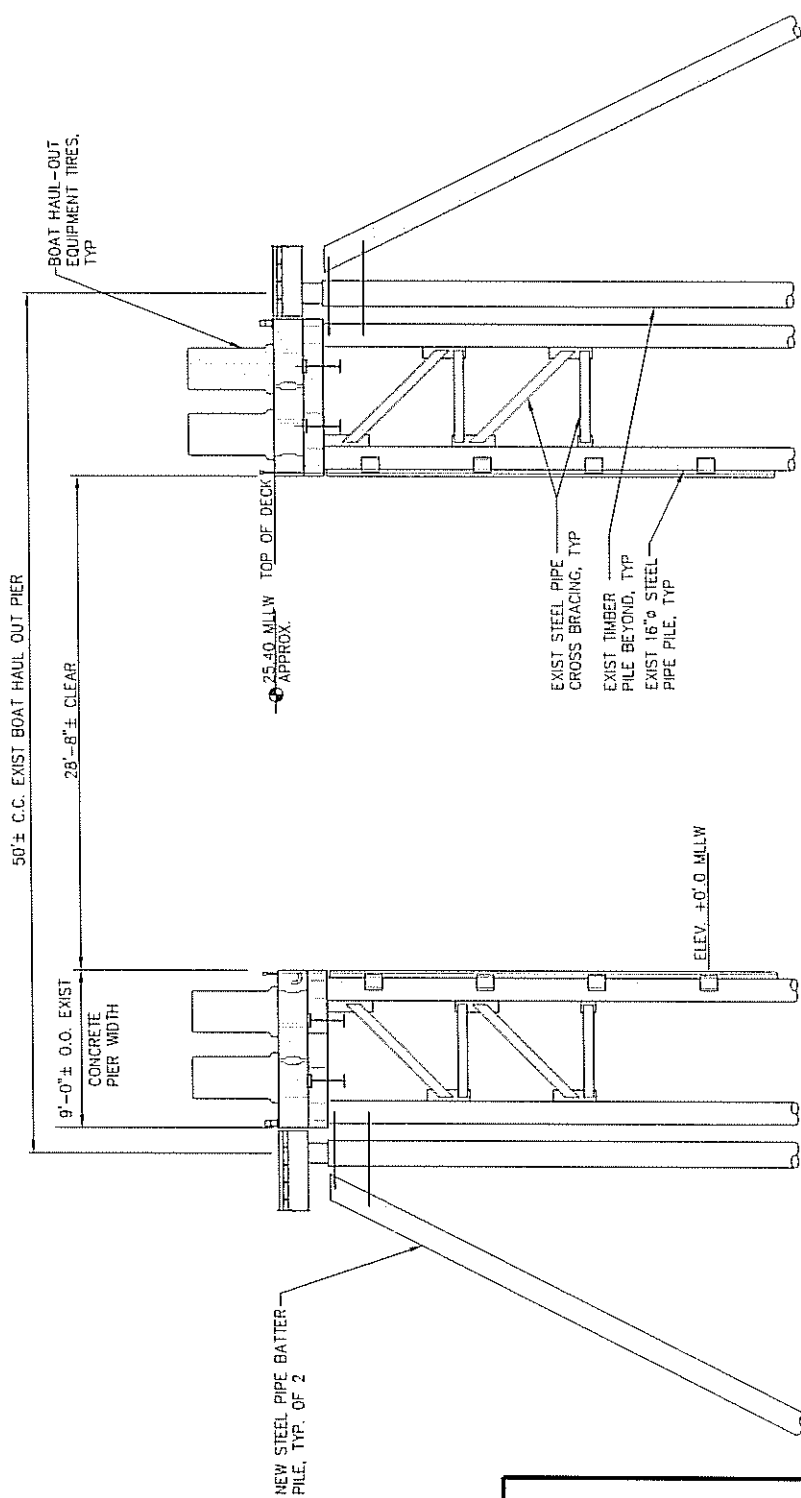 50'± C.C. EXIST BOAT HAUL OUT PIER
9'-0"± O.O. EXIST
CONCRETE
PIER WIDTH
28'-8"± CLEAR
BOAT HAUL-OUT
EQUIPMENT TIRES,
TYP
25.40 MLLW TOP OF DECK
APPROX.
NEW STEEL PIPE BATTER
PILE, TYP. OF 2
ELEV. +0'.0 MLLW
EXIST STEEL PIPE
CROSS BRACING, TYP
EXIST TIMBER
PILE BEYOND, TYP
EXIST 16"ø STEEL
PIPE PILE, TYP